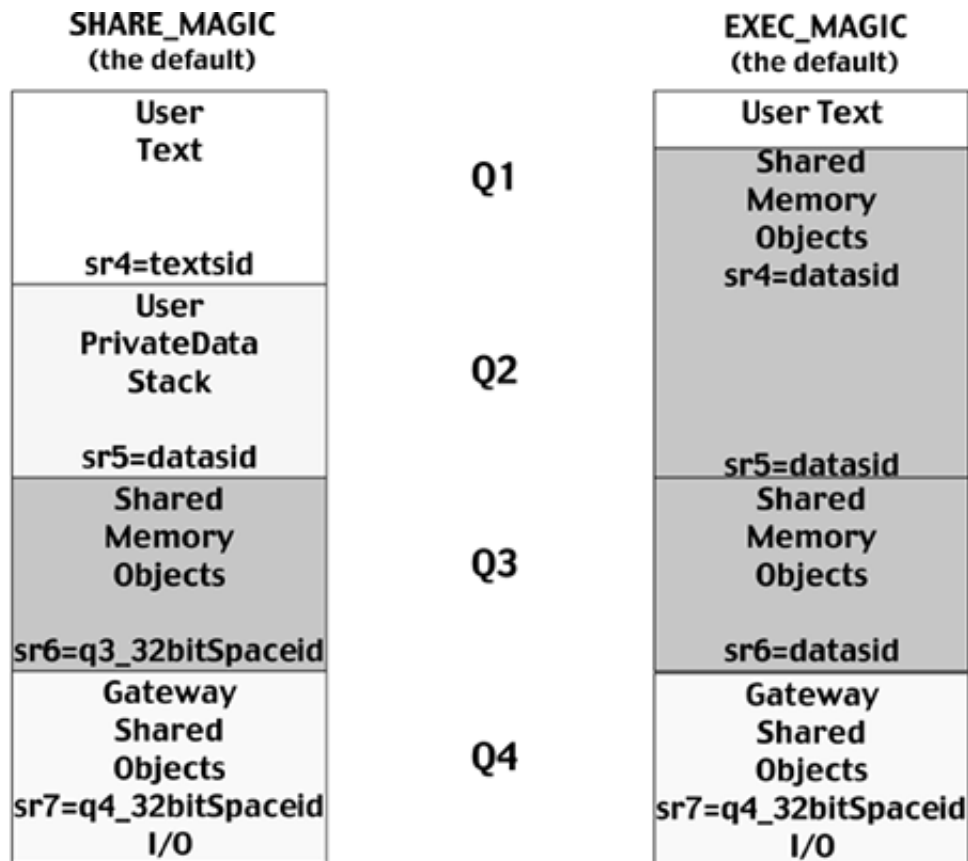 SHARE_MAGIC
(the default)
User
Text
sr4=textsid
User
PrivateData
Stack
sr5=datasid
Shared
Memory
Objects
sr6=q3_32bitSpaceid
Gateway
Shared
Objects
sr7=q4_32bitSpaceid
I/O
Q1
Q2
Q3
Q4
EXEC_MAGIC
(the default)
User Text
Shared
Memory
Objects
sr4=datasid
sr5=datasid
Shared
Memory
Objects
sr6=datasid
Gateway
Shared
Objects
sr7=q4_32bitSpaceid
I/O